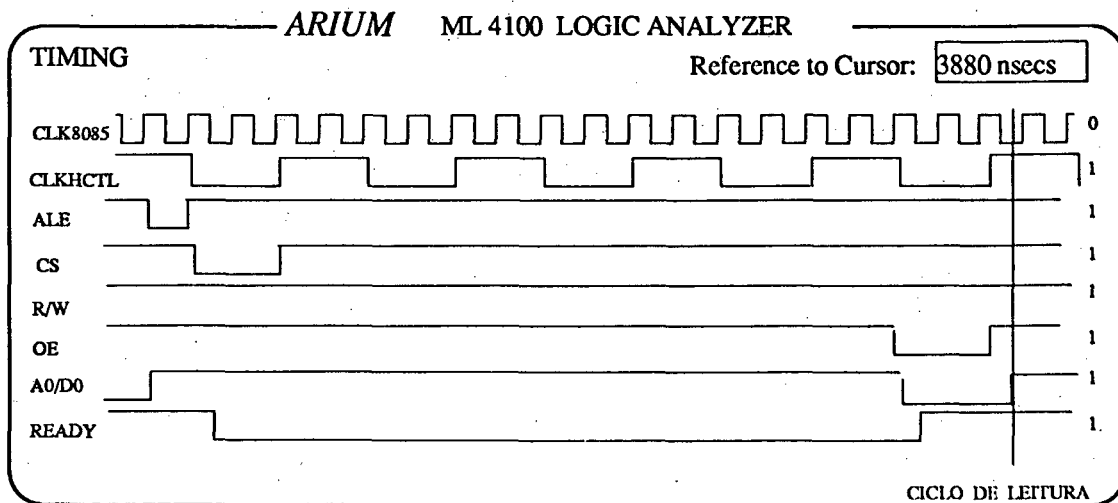 ARIUM ML 4100 LOGIC ANALYZER
TIMING
Reference to Cursor: 3880 nsecs
CLK8085 0
CLKHCTL 1
ALE 1
CS 1
R/W 1
OE 1
A0/D0 1
READY 1
CICLO DE LEITURA